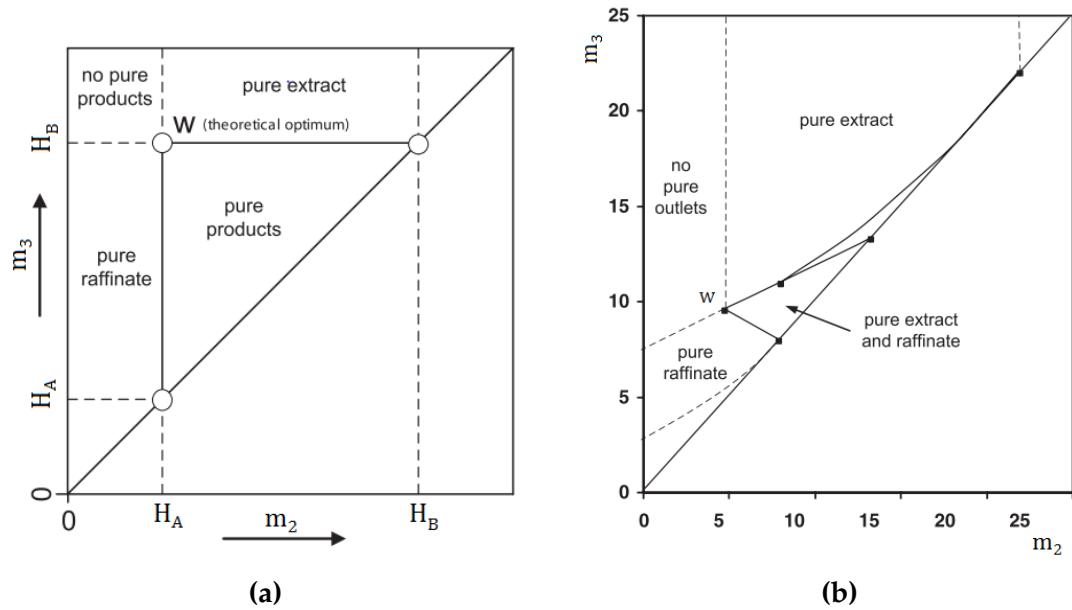 no pure
products
pure extract
W (theoretical optimum)
H_B
m_3
pure
products
pure
raffinate
H_A
0
0
H_A
m_2
H_B
(a)
m_3
25
20
15
10
5
0
pure extract
no
pure
outlets
w
pure extract
and raffinate
pure
raffinate
0
5
10
15
20
25
m_2
(b)